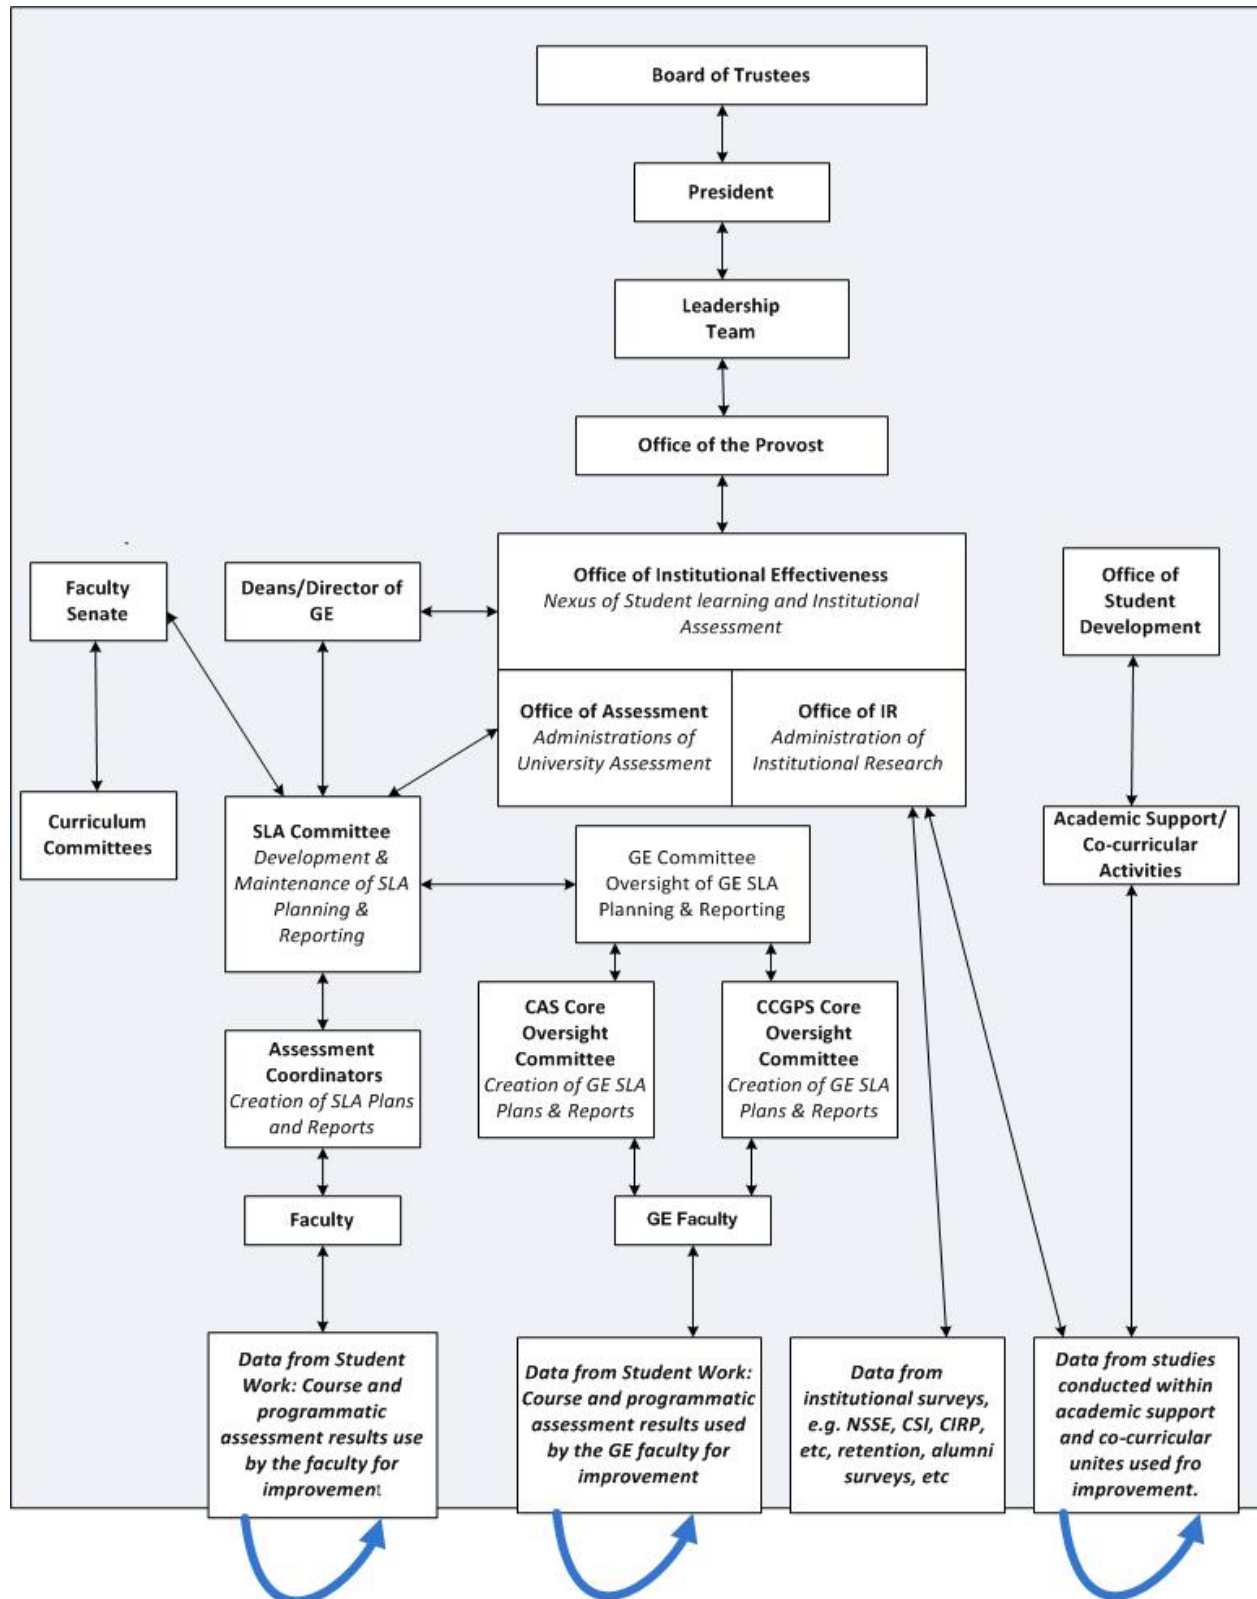 Board of Trustees
President
Leadership
Team
Office of the Provost
Office of Institutional Effectiveness
Nexus of Student learning and Institutional
Assessment
Faculty
Senate
Deans/Director of
GE
Office of
Student
Development
Office of Assessment
Administrations of
University Assessment
Office of IR
Administration of
Institutional Research
Curriculum
Committees
SLA Committee
Development &
Maintenance of SLA
Planning &
Reporting
GE Committee
Oversight of GE SLA
Planning & Reporting
Academic Support/
Co-curricular
Activities
Assessment
Coordinators
Creation of SLA Plans
and Reports
CAS Core
Oversight
Committee
Creation of GE SLA
Plans & Reports
CCGPS Core
Oversight
Committee
Creation of GE SLA
Plans & Reports
Faculty
GE Faculty
Data from Student
Work: Course and
programmatic
assessment results use
by the faculty for
improvement
Data from Student Work:
Course and programmatic
assessment results used
by the GE faculty for
improvement
Data from
institutional surveys,
e.g. NSSE, CSI, CIRP,
etc, retention, alumni
surveys, etc
Data from studies
conducted within
academic support
and co-curricular
unites used fro
improvement.